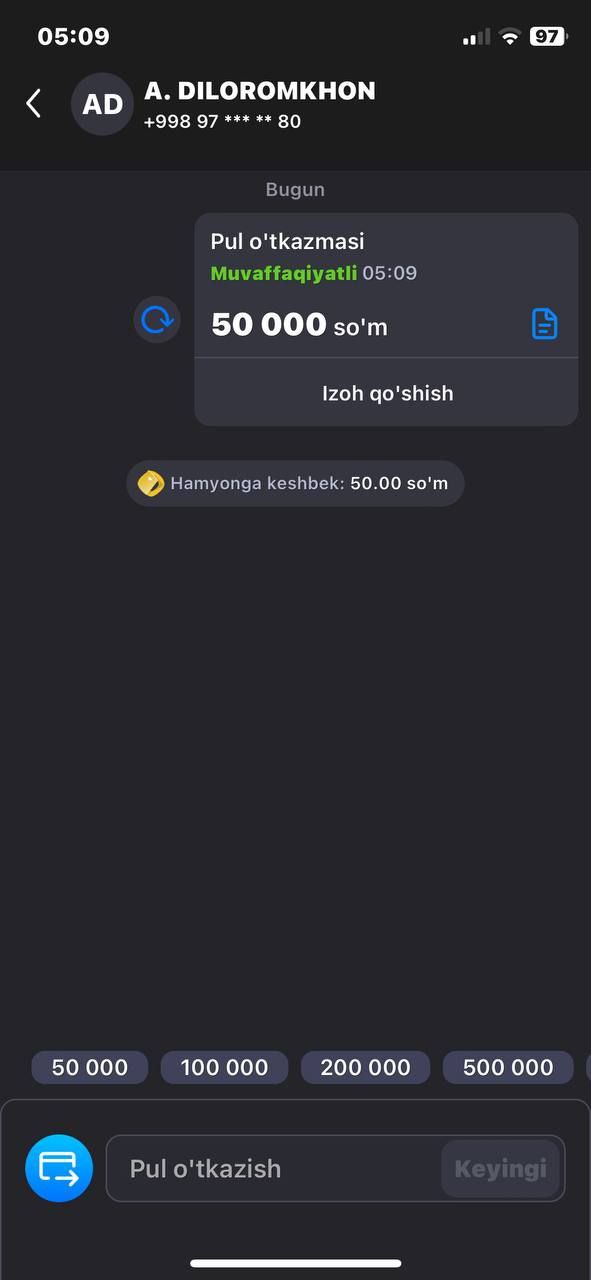 05:09
97
AD
A. DILOROMKHON
+998 97 *** ** 80
Bugun
Pul o'tkazmasi
Muvaffaqiyatli 05:09
50 000 so'm
Izoh qo'shish
Hamyonga keshbek: 50.00 so'm
50 000 100 000 200 000 500 000
Pul o'tkazish Keyingi